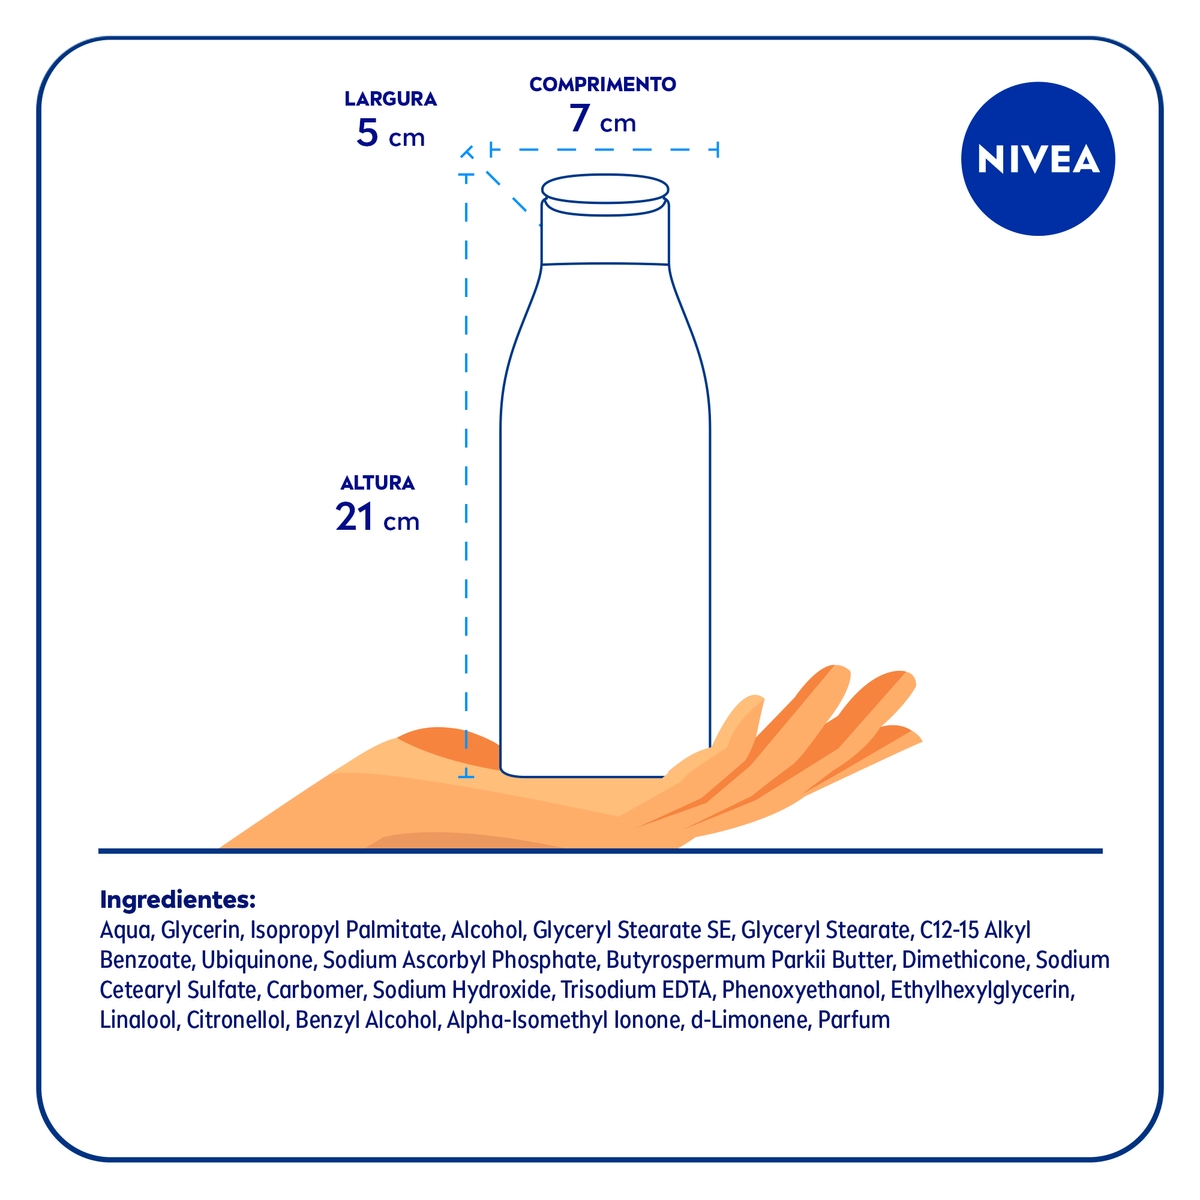 LARGURA
5 cm
COMPRIMENTO
7 cm
NIVEA
ALTURA
21 cm
Ingredientes:
Aqua, Glycerin, Isopropyl Palmitate, Alcohol, Glyceryl Stearate SE, Glyceryl Stearate, C12-15 Alkyl
Benzoate, Ubiquinone, Sodium Ascorbyl Phosphate, Butyrospermum Parkii Butter, Dimethicone, Sodium
Cetearyl Sulfate, Carbomer, Sodium Hydroxide, Trisodium EDTA, Phenoxyethanol, Ethylhexylglycerin,
Linalool, Citronellol, Benzyl Alcohol, Alpha-Isomethyl Ionone, d-Limonene, Parfum